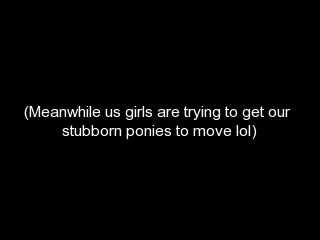 (Meanwhile us girls are trying to get our
stubborn ponies to move lol)